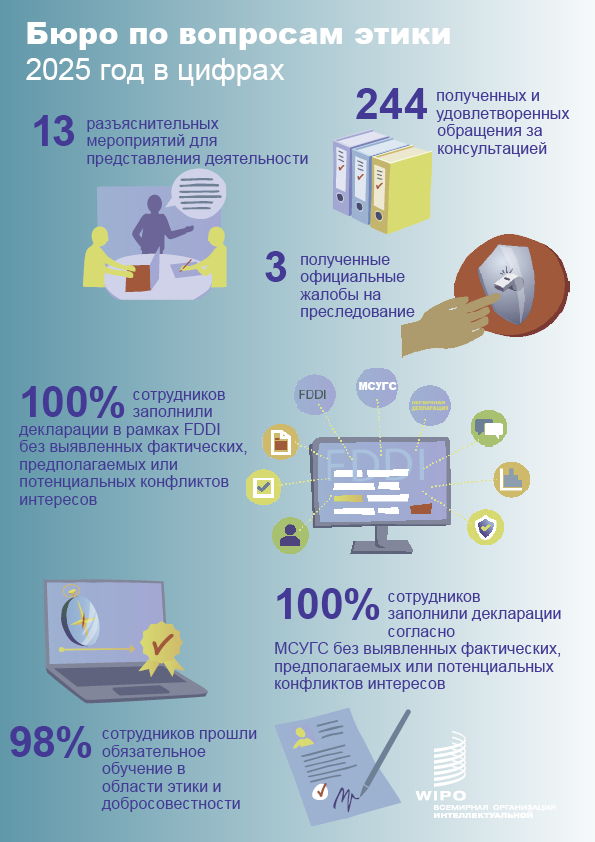 Бюро по вопросам этики
2025 год в цифрах
13 разъяснительных
мероприятий для
представления деятельности
244 полученных и
удовлетворенных
обращения за
консультацией
3 полученные
официальные
жалобы на
преследование
100% сотрудников
заполнили
декларации в рамках FDDI
без выявленных фактических,
предполагаемых или
потенциальных конфликтов
интересов
FDDI
МСУГС
ДЕКЛАРАЦИЯ
FDDI
100% сотрудников
заполнили декларации
согласно
МСУГС без выявленных фактических,
предполагаемых или потенциальных
конфликтов интересов
98% сотрудников прошли
обязательное
обучение в
области этики и
добросовестности
WIPO
ВСЕМИРНАЯ ОРГАНИЗАЦИЯ
ИНТЕЛЛЕКТУАЛЬНОЙ